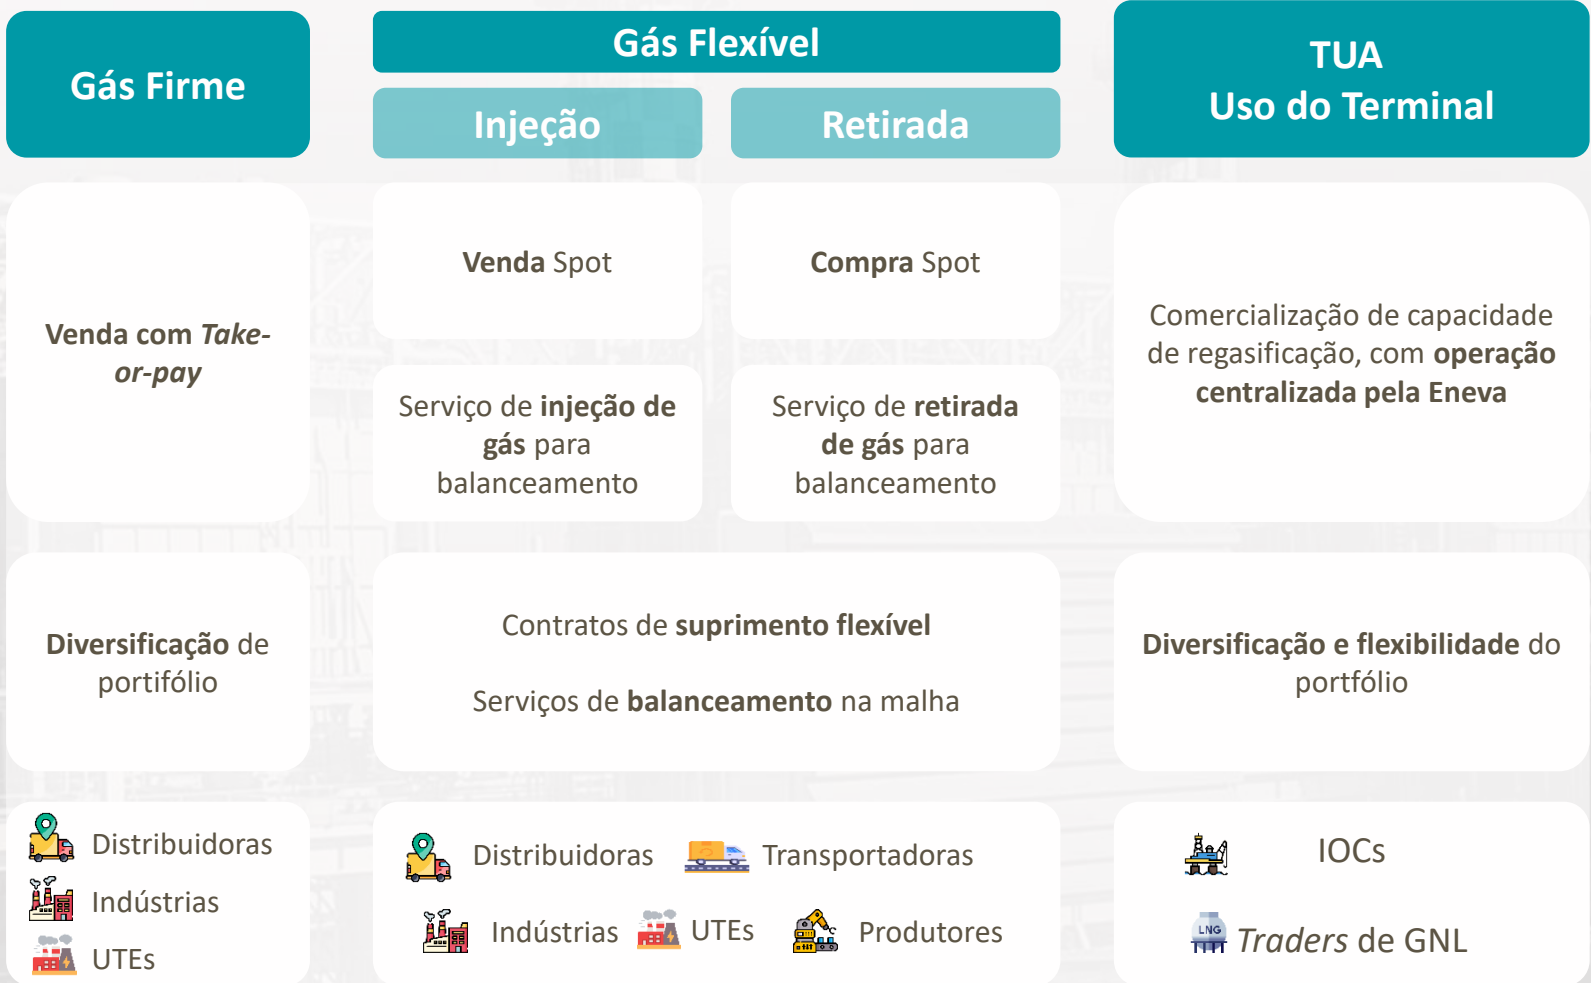 Gás Firme
Gás Flexível
Injeção
Retirada
TUA
Uso do Terminal
Venda com Take-
or-pay
Venda Spot
Compra Spot
Serviço de injeção de
gás para
balanceamento
Serviço de retirada
de gás para
balanceamento
Comercialização de capacidade
de regasificação, com operação
centralizada pela Eneva
Diversificação de
portifólio
Contratos de suprimento flexível
Serviços de balanceamento na malha
Diversificação e flexibilidade do
portfólio
Distribuidoras
Indústrias
UTEs
Distribuidoras
Transportadoras
Indústrias
UTEs
Produtores
IOCs
LNG
Traders de GNL